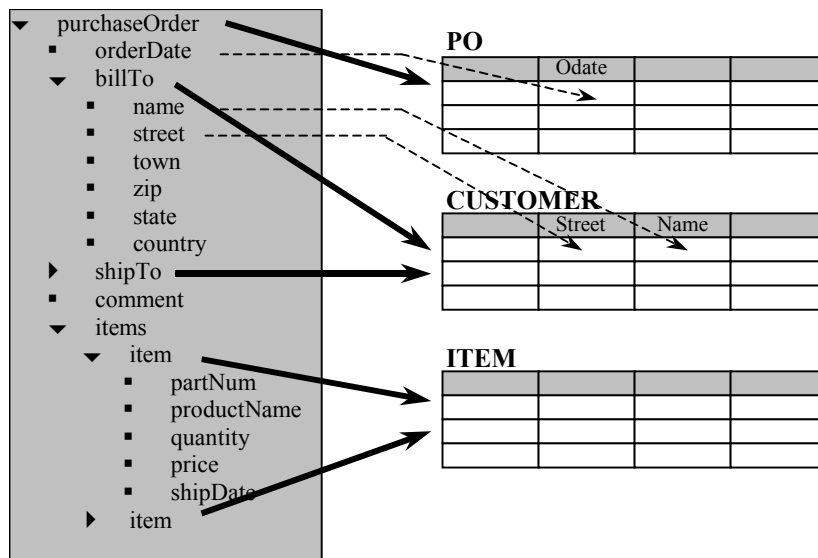 purchaseOrder
orderDate
billTo
name
street
town
zip
state
country
shipTo
comment
items
item
partNum
productName
quantity
price
shipDate
item
PO
Odate
CUSTOMER
Street Name
ITEM